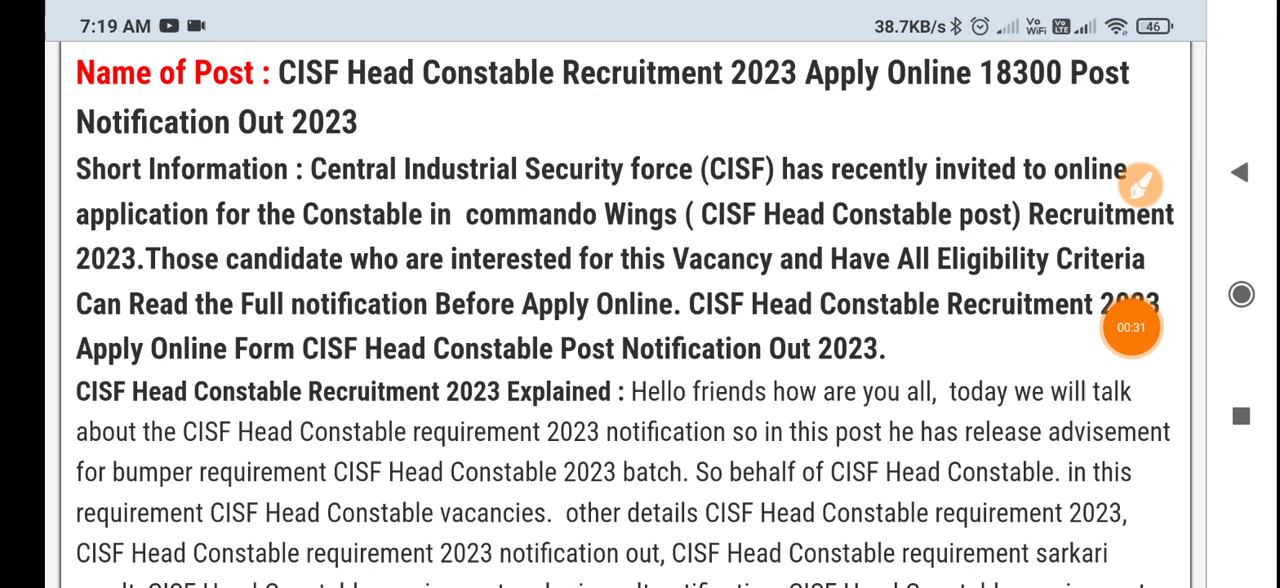 7:19 AM
38.7KB/s Vo WiFi Vo LTE 46
Name of Post : CISF Head Constable Recruitment 2023 Apply Online 18300 Post
Notification Out 2023
Short Information : Central Industrial Security force (CISF) has recently invited to online
application for the Constable in commando Wings ( CISF Head Constable post) Recruitment
2023.Those candidate who are interested for this Vacancy and Have All Eligibility Criteria
Can Read the Full notification Before Apply Online. CISF Head Constable Recruitment 2023
00:31
Apply Online Form CISF Head Constable Post Notification Out 2023.
CISF Head Constable Recruitment 2023 Explained : Hello friends how are you all, today we will talk
about the CISF Head Constable requirement 2023 notification so in this post he has release advisement
for bumper requirement CISF Head Constable 2023 batch. So behalf of CISF Head Constable. in this
requirement CISF Head Constable vacancies. other details CISF Head Constable requirement 2023,
CISF Head Constable requirement 2023 notification out, CISF Head Constable requirement sarkari